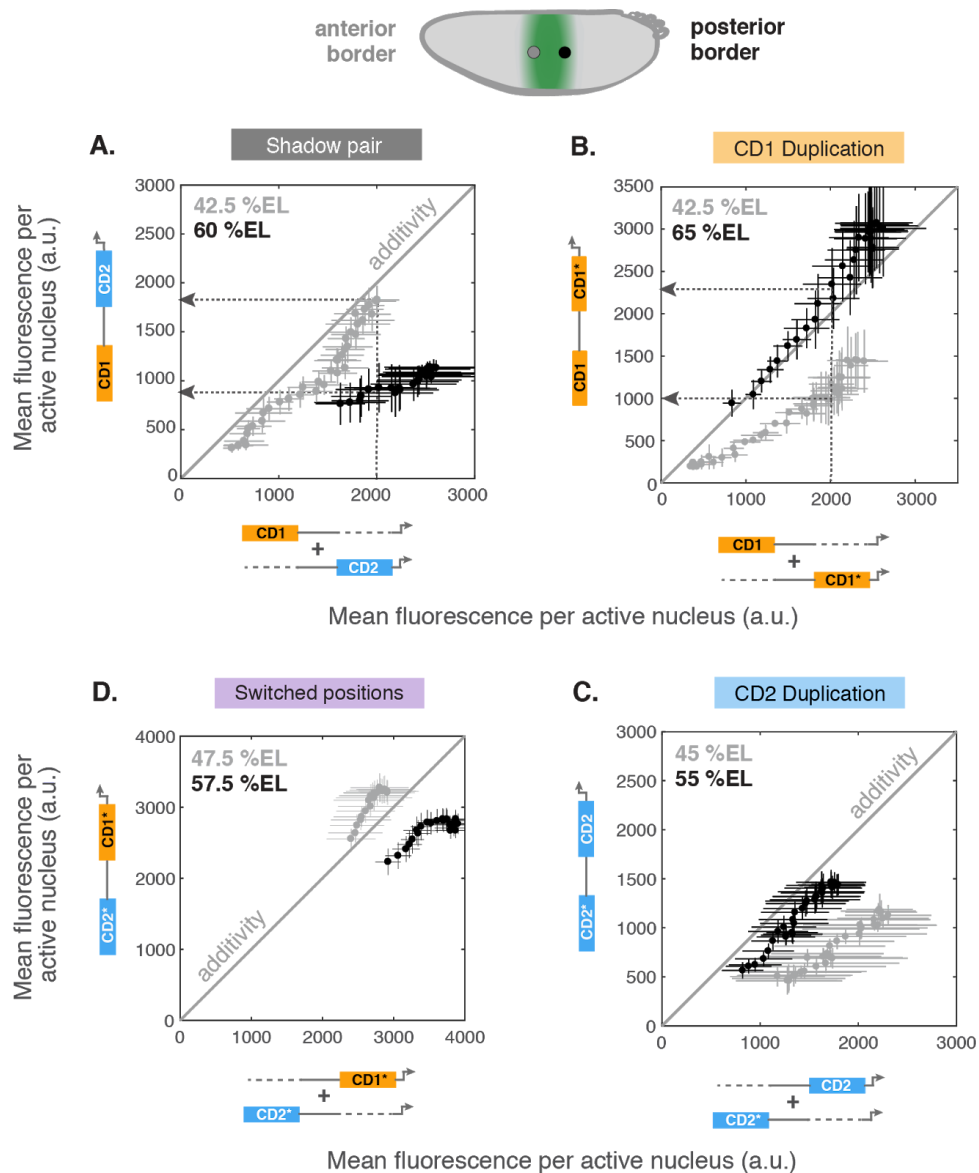 anterior
border
posterior
border
A.
Shadow pair
Mean fluorescence per
active nucleus (a.u.)
CD2
CD1
3000
2500
2000
1500
1000
500
0
42.5 %EL
60 %EL
additivity
0
1000
2000
3000
CD1
+
CD2
B.
CD1 Duplication
CD1*
CD1
3500
3000
2500
2000
1500
1000
500
0
42.5 %EL
65 %EL
0
1000
2000
3000
CD1
+
CD1*
Mean fluorescence per active nucleus (a.u.)
D.
Switched positions
Mean fluorescence per
active nucleus (a.u.)
CD1*
CD2*
4000
3000
2000
1000
0
47.5 %EL
57.5 %EL
additivity
0
1000
2000
3000
4000
CD1*
+
CD2*
C.
CD2 Duplication
CD2
CD2*
3000
2500
2000
1500
1000
500
0
45 %EL
55 %EL
additivity
0
1000
2000
3000
CD2
+
CD2*
Mean fluorescence per active nucleus (a.u.)